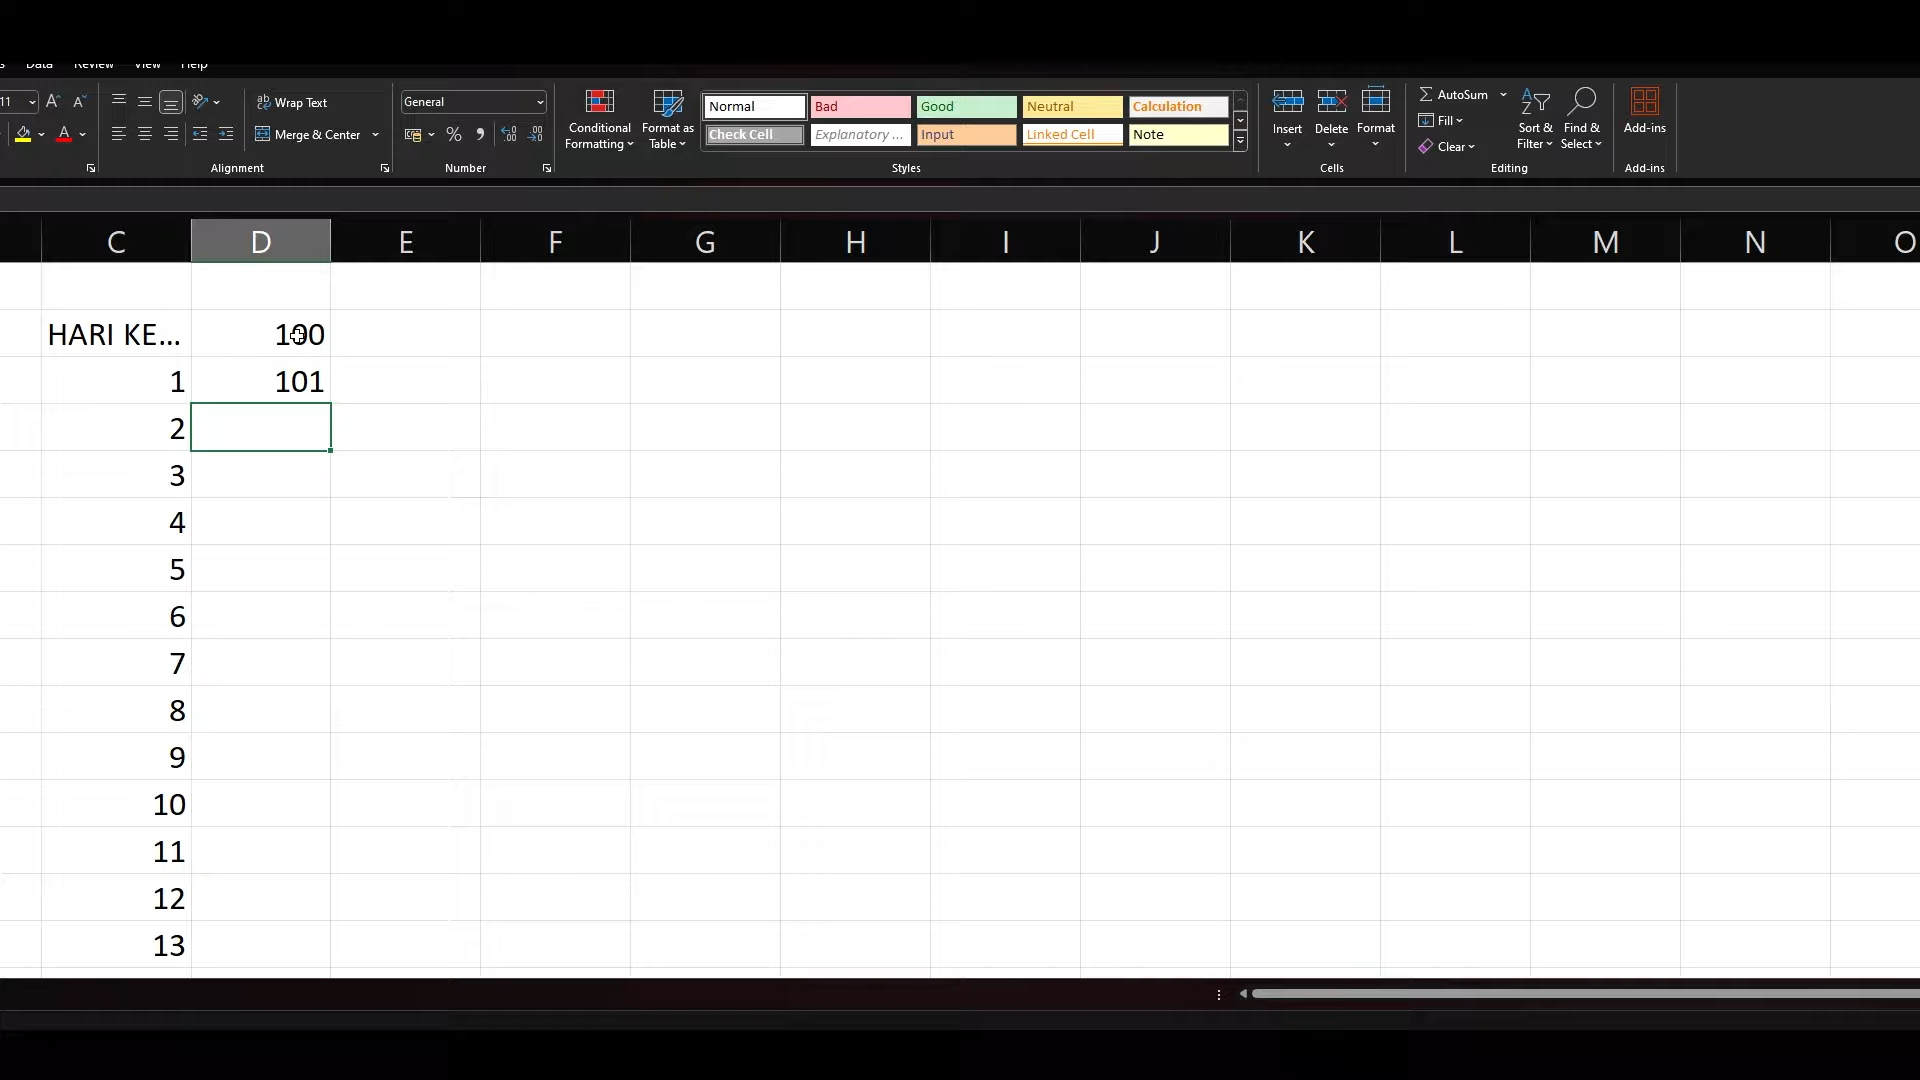 Data Review View Help
11
Wrap Text General Normal Bad Good Neutral Calculation Insert Delete Format AutoSum Sort & Filter Find & Select Add-ins
Merge & Center Conditional Formatting Format as Table Check Cell Explanatory ... Input Linked Cell Note Fill
Clear
Alignment Number Styles Cells Editing Add-ins
C D E F G H I J K L M N O
HARI KE... 100
1 101
2
3
4
5
6
7
8
9
10
11
12
13